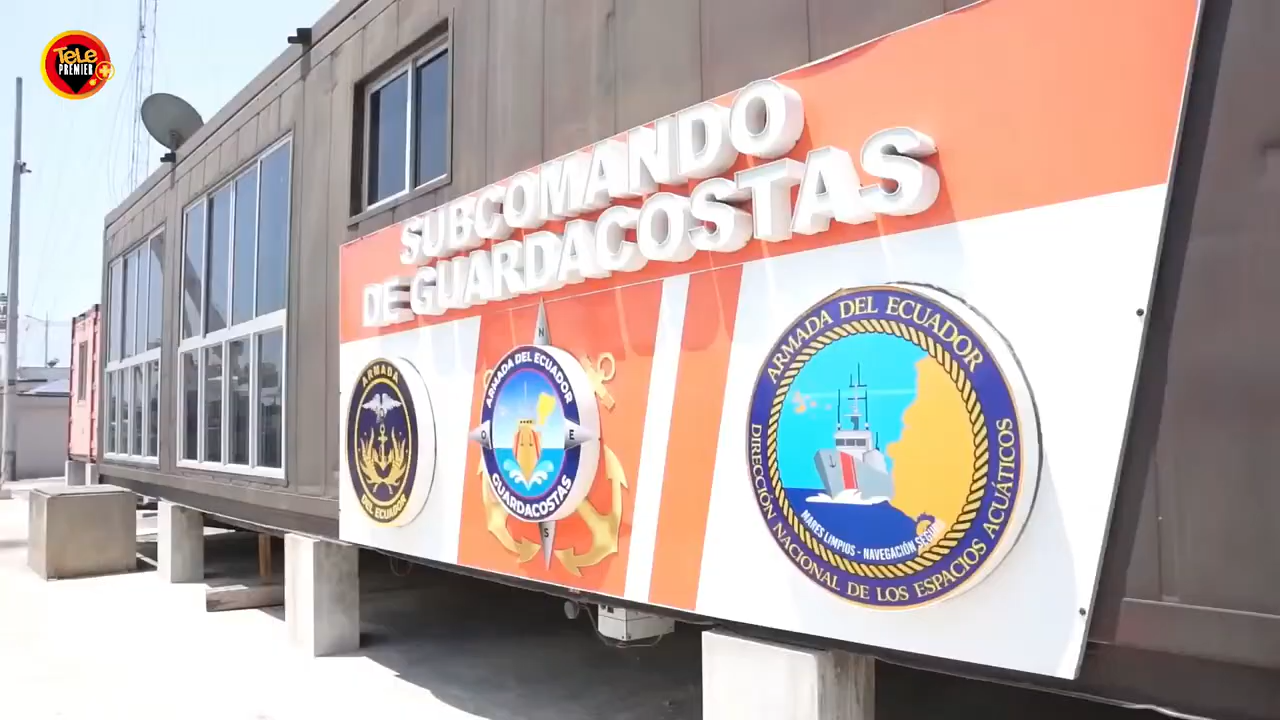 TELE
PREMIER
SUBCOMANDO
DE GUARDACOSTAS
ARMADA
DEL ECUADOR
N
O
E
S
ARMADA DEL ECUADOR
GUARDACOSTAS
ARMADA DEL ECUADOR
DIRECCIÓN NACIONAL DE LOS ESPACIOS ACUÁTICOS
MARES LIMPIOS - NAVEGACIÓN SEGURA